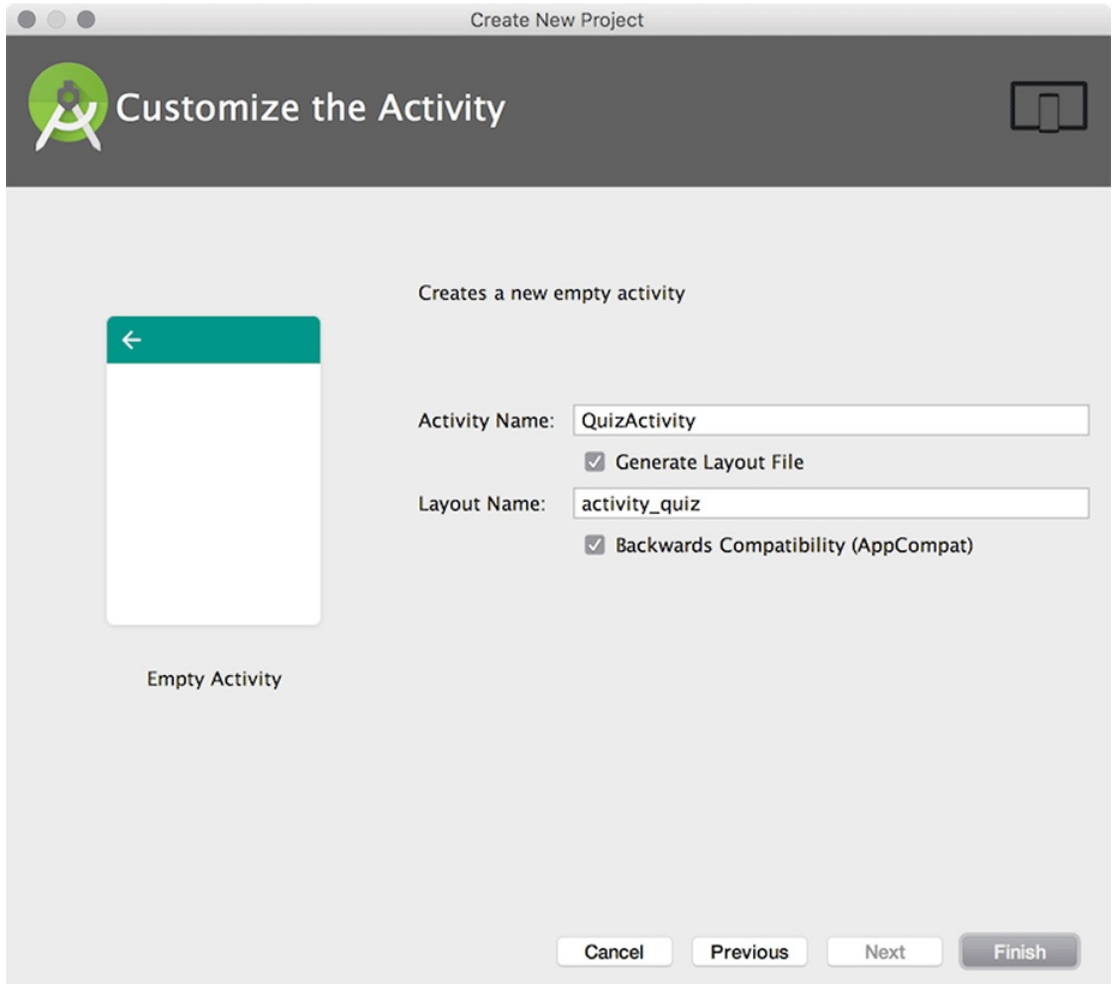 Create New Project
Customize the Activity
Creates a new empty activity
Activity Name: QuizActivity
Generate Layout File
Layout Name: activity_quiz
Backwards Compatibility (AppCompat)
Empty Activity
Cancel Previous Next Finish